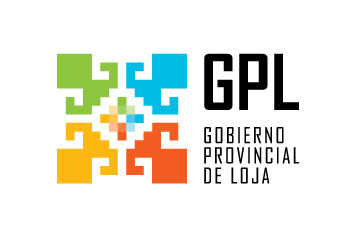 GPL
GOBIERNO
PROVINCIAL
DE LOJA